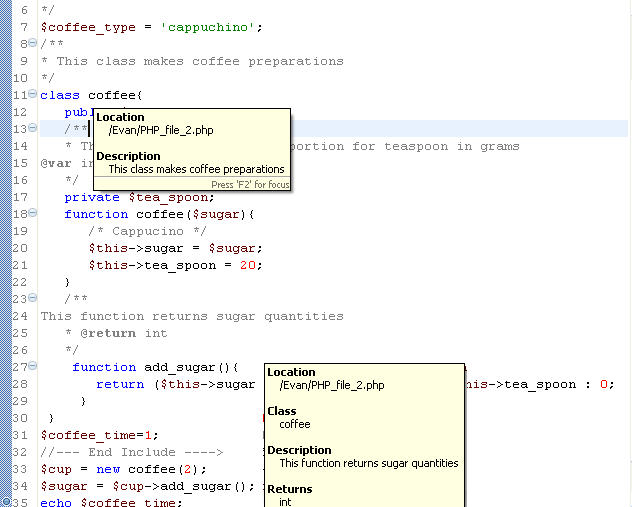 6 */
7 $coffee_type = 'cappuchino';
8 /**
9 * This class makes coffee preparations
10 */
11 class coffee{
12 publ
13 /**
14 * Th portion for teaspoon in grams
15 @var in
16 */
17 private $tea_spoon;
18 function coffee($sugar){
19 /* Cappucino */
20 $this->sugar = $sugar;
21 $this->tea_spoon = 20;
22 }
23 /**
24 This function returns sugar quantities
25 * @return int
26 */
27 function add_sugar(){
28 return ($this->sugar his->tea_spoon : 0;
29 }
30 }
31 $coffee_time=1;
32 //--- End Include ---->
33 $cup = new coffee(2);
34 $sugar = $cup->add_sugar();
35 echo $coffee_time;
Location
/Evan/PHP_file_2.php
Description
This class makes coffee preparations
Press 'F2' for focus
Location
/Evan/PHP_file_2.php
Class
coffee
Description
This function returns sugar quantities
Returns
int